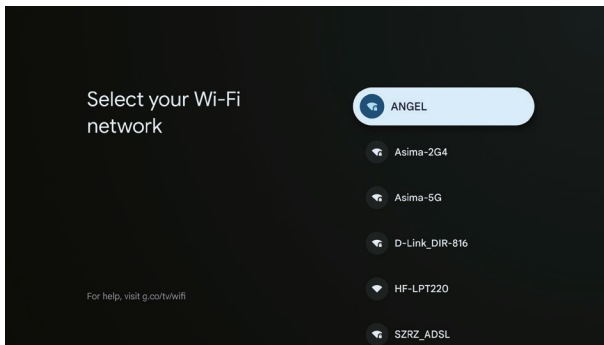 Select your Wi-Fi
network
For help, visit g.co/tv/wifi
ANGEL
Asima-2G4
Asima-5G
D-Link_DIR-816
HF-LPT220
SZRZ_ADSL